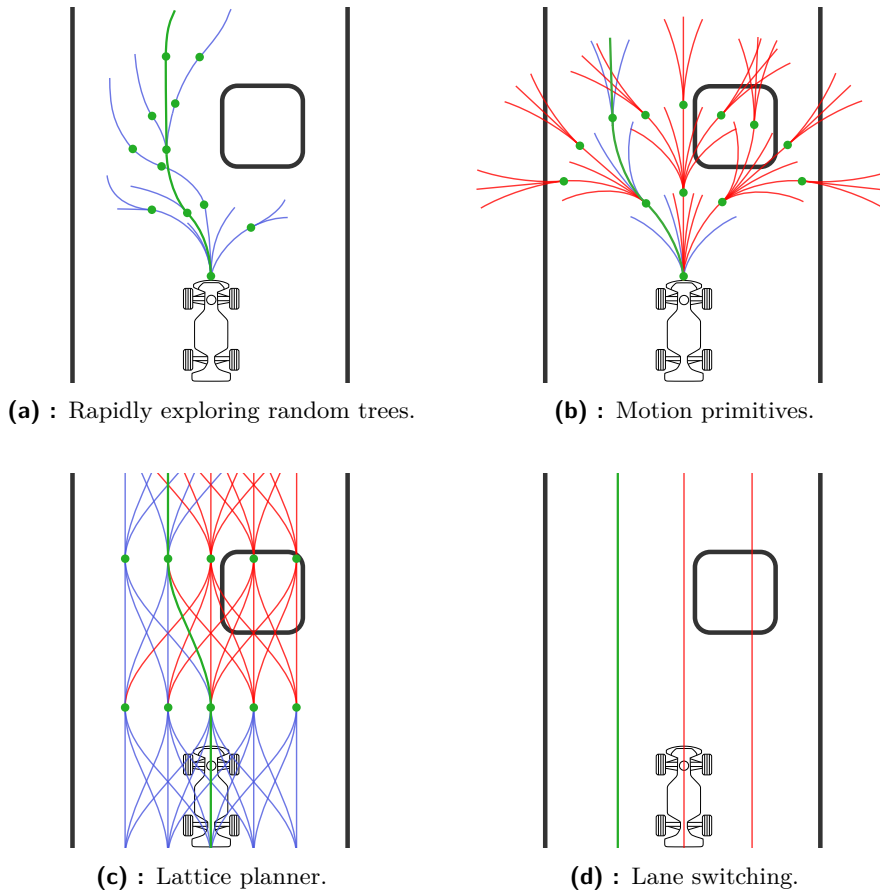 (a) : Rapidly exploring random trees.
(b) : Motion primitives.
(c) : Lattice planner.
(d) : Lane switching.